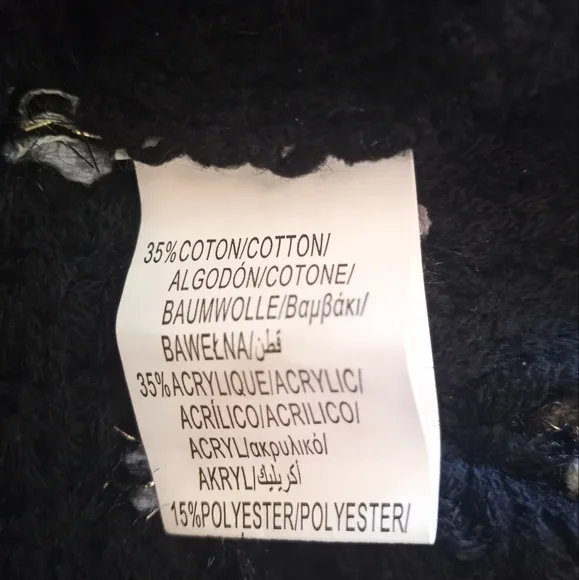 35%COTON/COTTON/
ALGODÓN/COTONE/
BAUMWOLLE/Βαμβάκι/
BAWEŁNA/قطن
35%ACRYLIQUE/ACRYLIC/
ACRÍLICO/ACRILICO/
ACRYL/ακρυλικό/
AKRYL/أكريليك
15%POLYESTER/POLYESTER/